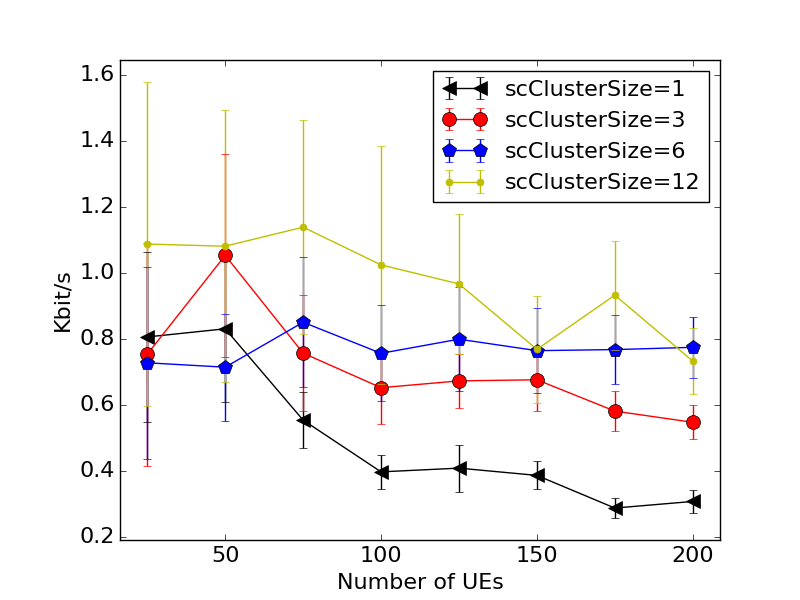 scClusterSize=1
scClusterSize=3
scClusterSize=6
scClusterSize=12
1.6
1.4
1.2
1.0
0.8
0.6
0.4
0.2
Kbit/s
50
100
150
200
Number of UEs